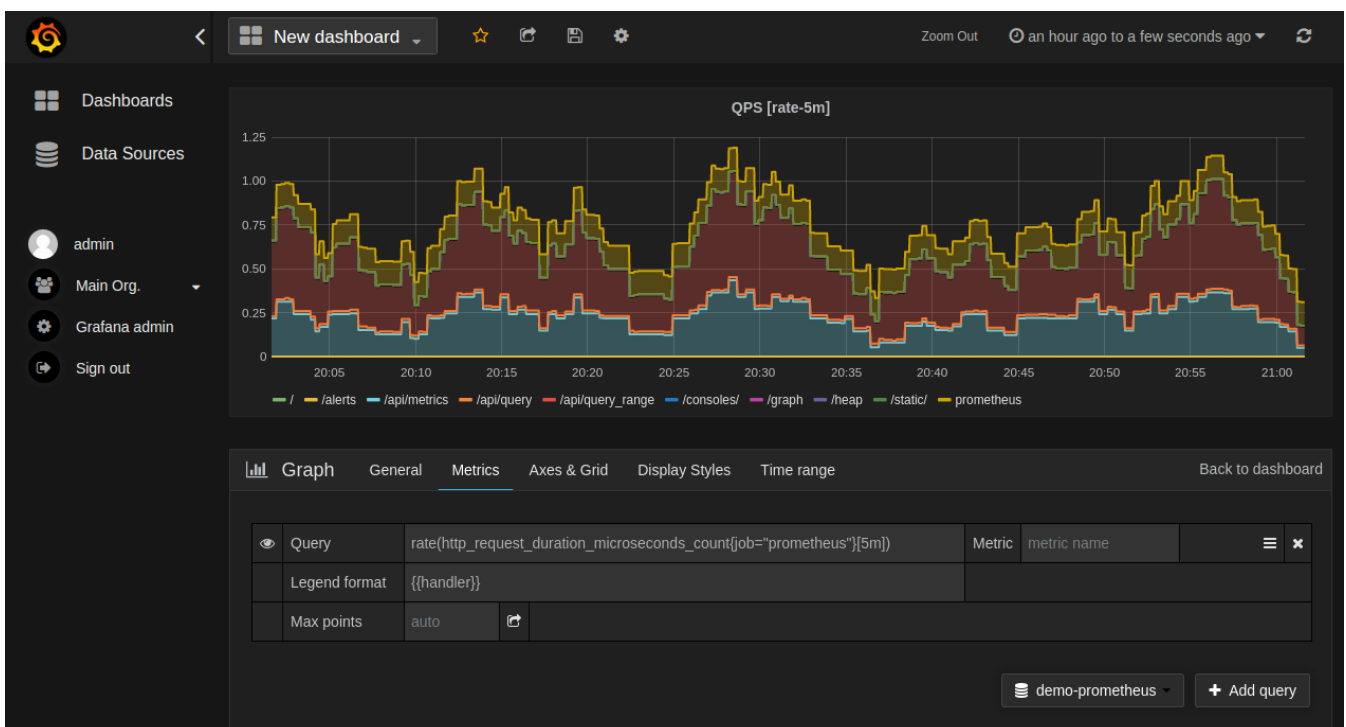 New dashboard
Zoom Out an hour ago to a few seconds ago
Dashboards
Data Sources
admin
Main Org.
Grafana admin
Sign out
QPS [rate-5m]
1.25
1.00
0.75
0.50
0.25
0
20:05 20:10 20:15 20:20 20:25 20:30 20:35 20:40 20:45 20:50 20:55 21:00
/ /alerts /api/metrics /api/query /api/query_range /consoles/ /graph /heap /static/ prometheus
Graph General Metrics Axes & Grid Display Styles Time range Back to dashboard
Query rate(http_request_duration_microseconds_count{job="prometheus"}[5m]) Metric metric name
Legend format {{handler}}
Max points auto
demo-prometheus Add query